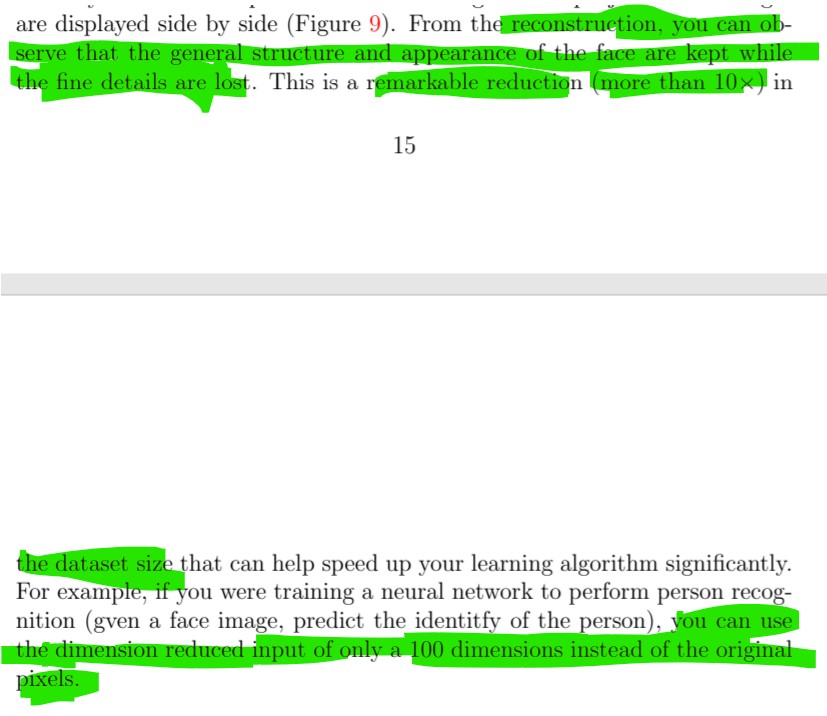 are displayed side by side (Figure 9). From the reconstruction, you can ob-
serve that the general structure and appearance of the face are kept while
the fine details are lost. This is a remarkable reduction (more than 10×) in
15
the dataset size that can help speed up your learning algorithm significantly.
For example, if you were training a neural network to perform person recog-
nition (gven a face image, predict the identitfy of the person), you can use
the dimension reduced input of only a 100 dimensions instead of the original
pixels.